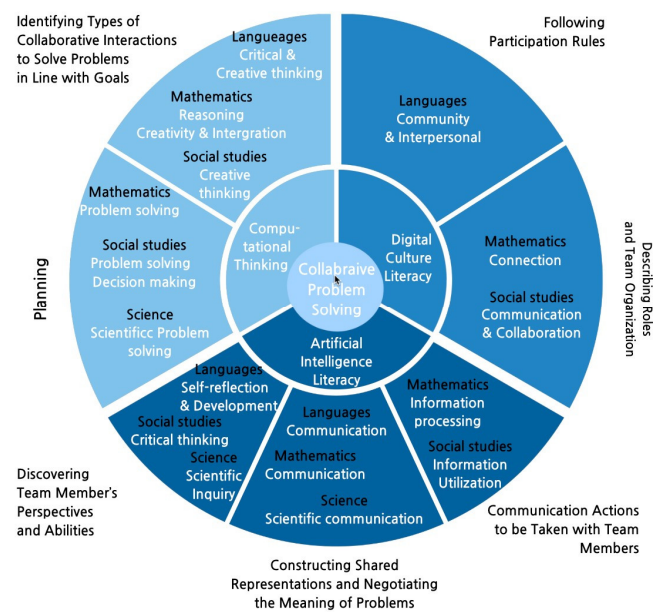 Identifying Types of
Collaborative Interactions
to Solve Problems
in Line with Goals
Following
Participation Rules
Langueages
Critical &
Creative thinking
Mathematics
Reasoning
Creativity & Intergration
Social studies
Creative
thinking
Languages
Community
& Interpersonal
Mathematics
Problem solving
Social studies
Problem solving
Decision making
Science
Scientificc Problem
solving
Planning
Compu-
tational
Thinking
Digital
Culture
Literacy
Collabraive
Problem
Solving
Artificial
Intelligence
Literacy
Mathematics
Connection
Social studies
Communication
& Collaboration
Describing Roles
and Team Organization
Languages
Self-reflection
& Development
Social studies
Critical thinking
Science
Scientific
Inquiry
Languages
Communication
Mathematics
Communication
Science
Scientific communication
Mathematics
Information
processing
Social studies
Information
Utilization
Discovering
Team Member's
Perspectives
and Abilities
Constructing Shared
Representations and Negotiating
the Meaning of Problems
Communication Actions
to be Taken with Team
Members